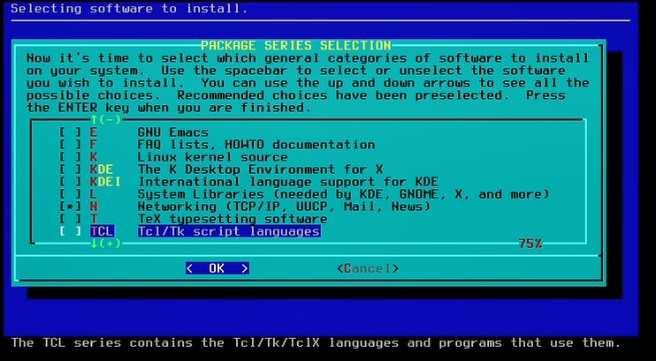 Selecting software to install.
PACKAGE SERIES SELECTION
Now it's time to select which general categories of software to install
on your system.  Use the spacebar to select or unselect the software
you wish to install.  You can use the up and down arrows to see all the
possible choices.  Recommended choices have been preselected.  Press
the ENTER key when you are finished.
↑(-)
[ ] E    GNU Emacs
[ ] F    FAQ lists, HOWTO documentation
[ ] K    Linux kernel source
[ ] KDE  The K Desktop Environment for X
[ ] KDEI International language support for KDE
[ ] L    System Libraries (needed by KDE, GNOME, X, and more)
[*] N    Networking (TCP/IP, UUCP, Mail, News)
[ ] T    TeX typesetting software
[ ] TCL  Tcl/Tk script languages
↓(+) 75%
<  OK  > <Cancel>
The TCL series contains the Tcl/Tk/TclX languages and programs that use them.